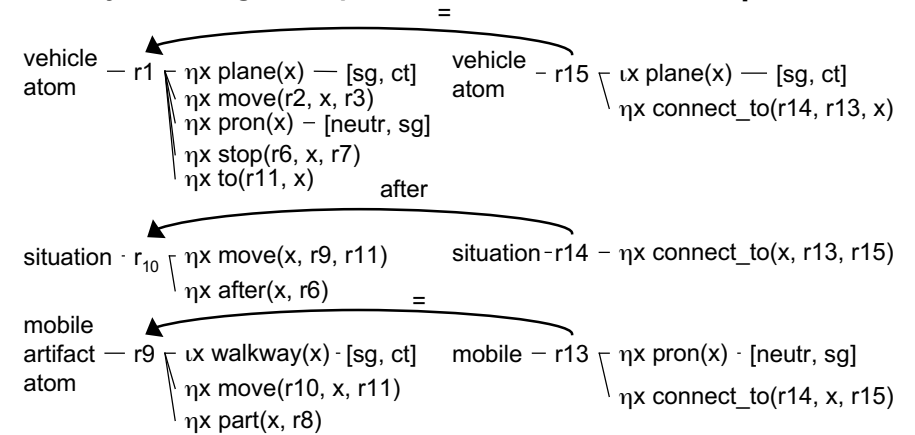 =
vehicle atom — r1 ηx plane(x) — [sg, ct]
ηx move(r2, x, r3)
ηx pron(x) – [neutr, sg]
ηx stop(r6, x, r7)
ηx to(r11, x)
vehicle atom – r15 ιx plane(x) — [sg, ct]
ηx connect_to(r14, r13, x)
after
situation - r10 ηx move(x, r9, r11)
ηx after(x, r6)
situation – r14 – ηx connect_to(x, r13, r15)
=
mobile artifact atom — r9 ιx walkway(x) - [sg, ct]
ηx move(r10, x, r11)
ηx part(x, r8)
mobile — r13 ηx pron(x) - [neutr, sg]
ηx connect_to(r14, x, r15)